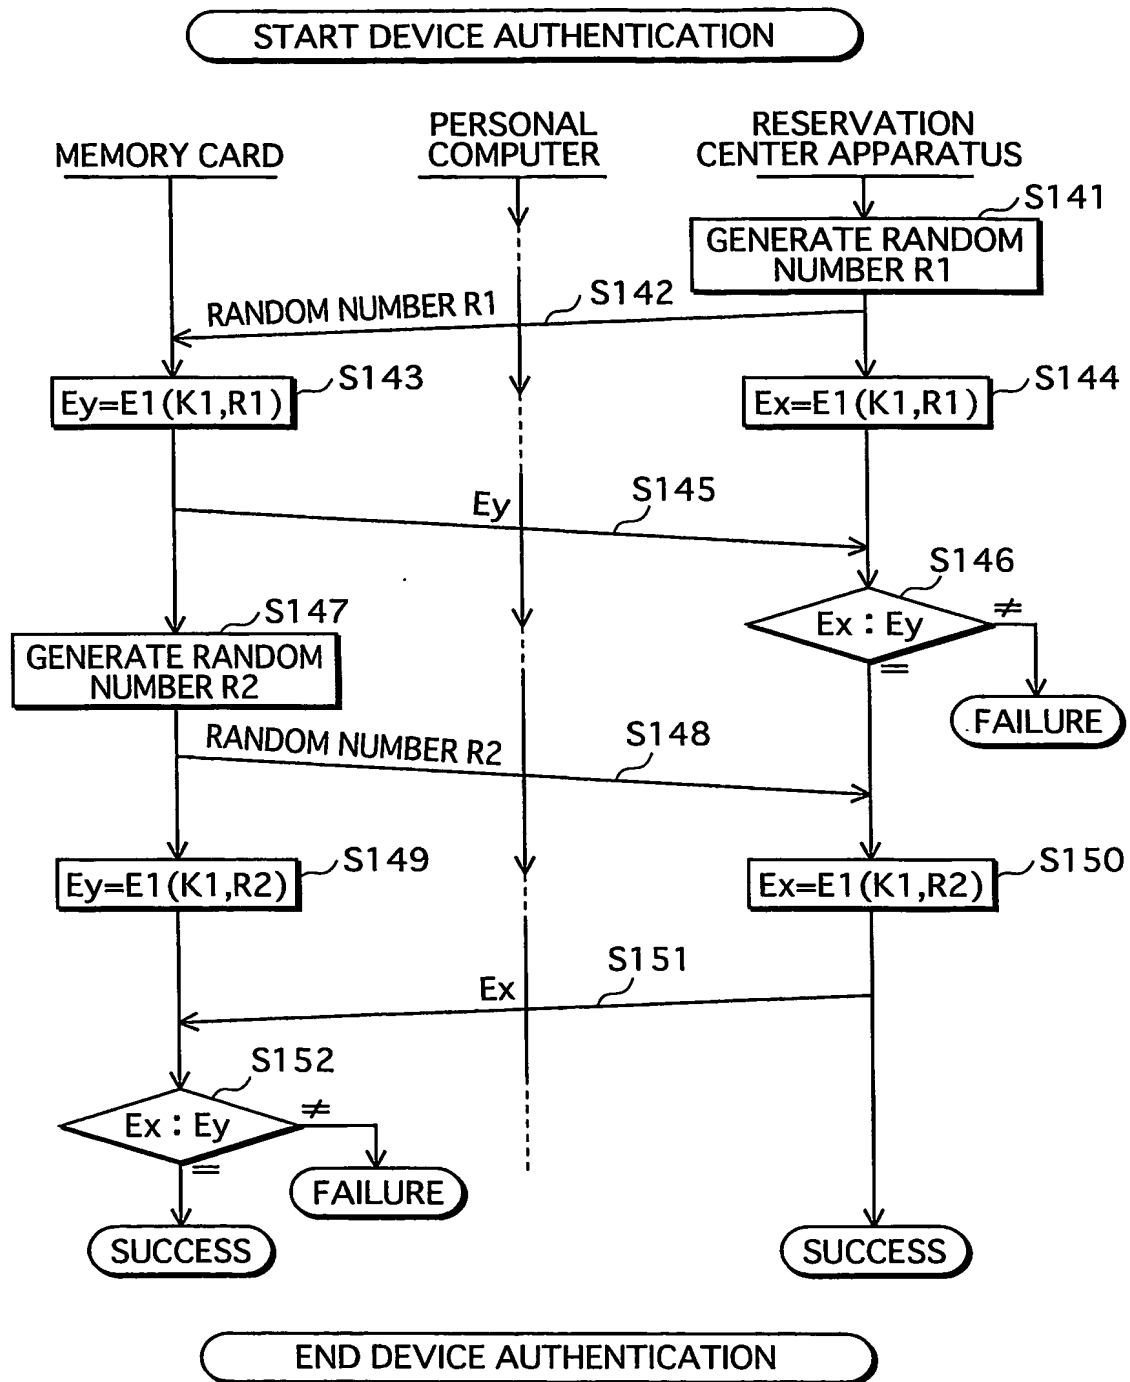 START DEVICE AUTHENTICATION
MEMORY CARD
PERSONAL
COMPUTER
RESERVATION
CENTER APPARATUS
S141
GENERATE RANDOM
NUMBER R1
S142
RANDOM NUMBER R1
S143
Ey=E1(K1,R1)
S144
Ex=E1(K1,R1)
S145
Ey
S146
Ex : Ey
≠
=
FAILURE
S147
GENERATE RANDOM
NUMBER R2
S148
RANDOM NUMBER R2
S149
Ey=E1(K1,R2)
S150
Ex=E1(K1,R2)
S151
Ex
S152
Ex : Ey
≠
=
FAILURE
SUCCESS
SUCCESS
END DEVICE AUTHENTICATION